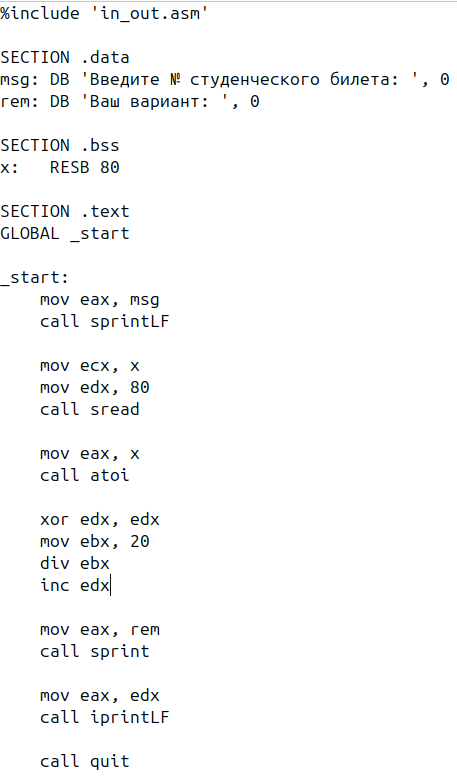 %include 'in_out.asm'
SECTION .data
msg: DB 'Введите № студенческого билета: ', 0
rem: DB 'Ваш вариант: ', 0
SECTION .bss
x:   RESB 80
SECTION .text
GLOBAL _start
_start:
    mov eax, msg
    call sprintLF
    mov ecx, x
    mov edx, 80
    call sread
    mov eax, x
    call atoi
    xor edx, edx
    mov ebx, 20
    div ebx
    inc edx
    mov eax, rem
    call sprint
    mov eax, edx
    call iprintLF
    call quit